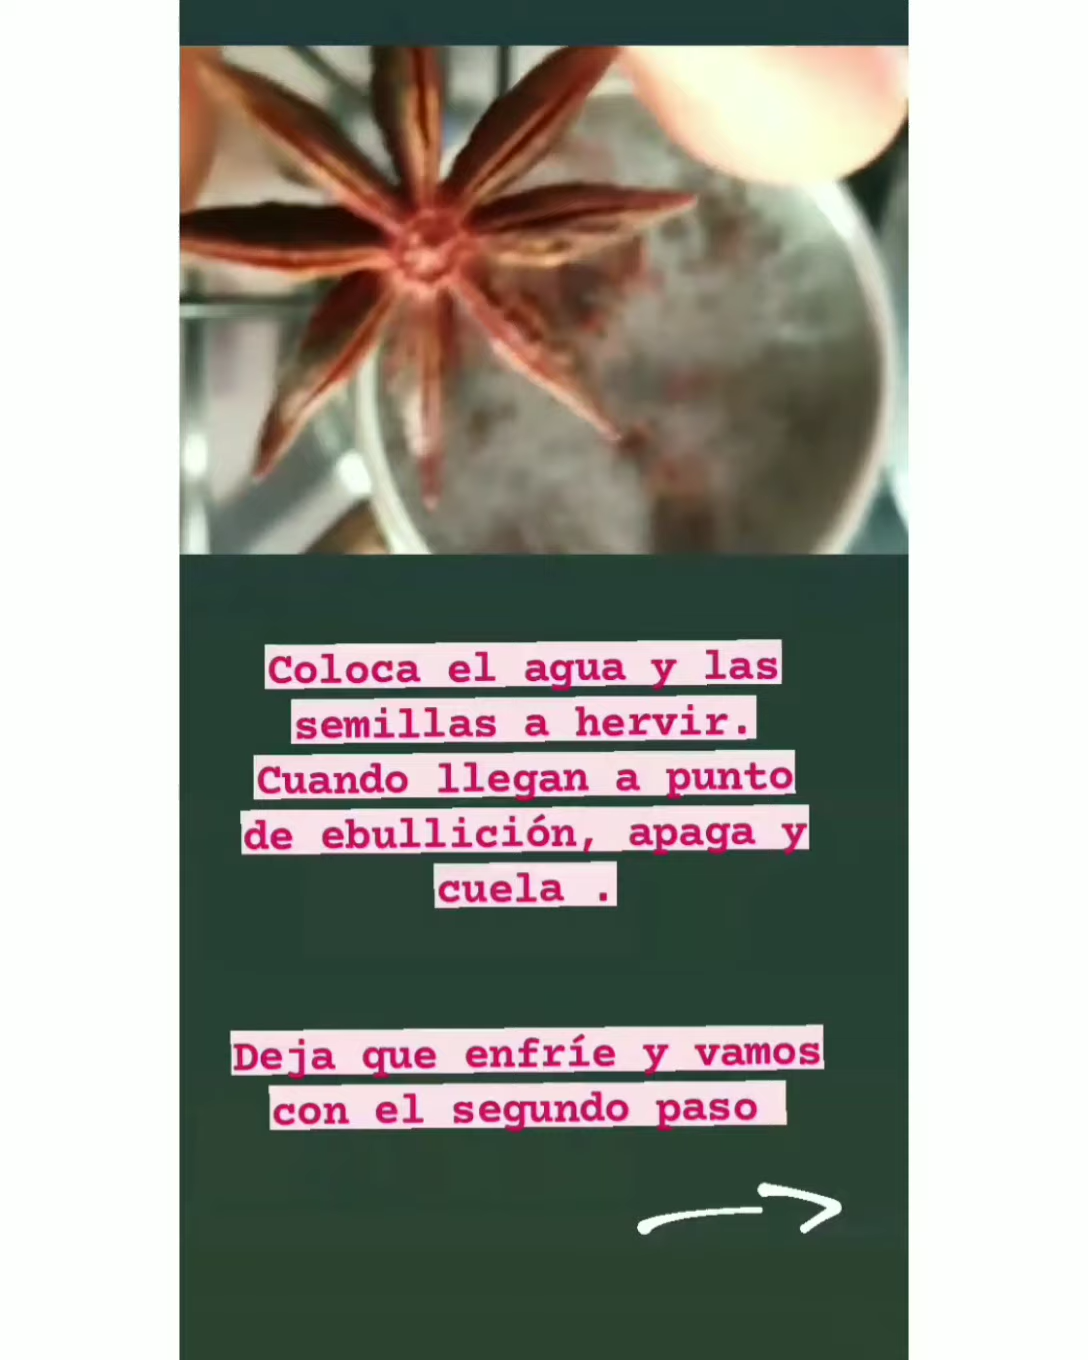 Coloca el agua y las
semillas a hervir.
Cuando llegan a punto
de ebullición, apaga y
cuela .
Deja que enfríe y vamos
con el segundo paso